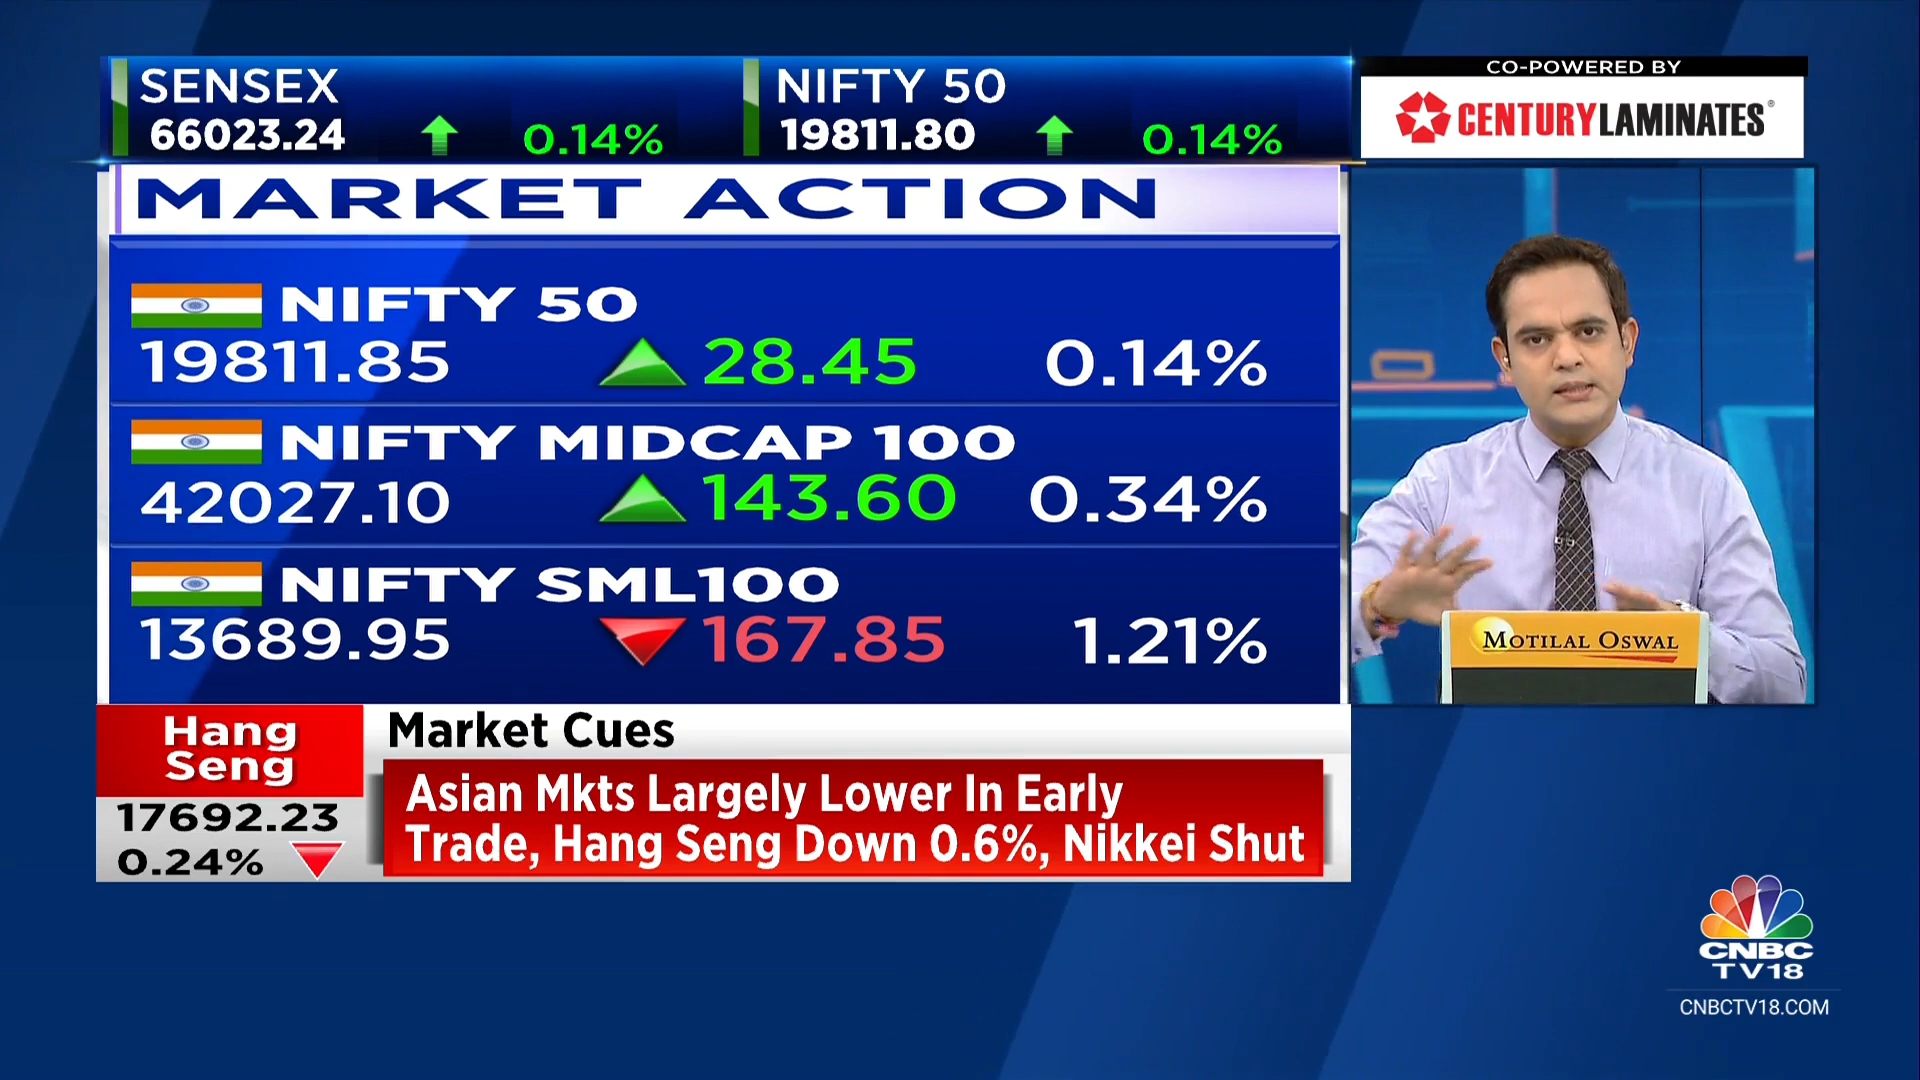 SENSEX
66023.24 0.14%
NIFTY 50
19811.80 0.14%
CO-POWERED BY
CENTURYLAMINATES®
MARKET ACTION
NIFTY 50
19811.85 28.45 0.14%
NIFTY MIDCAP 100
42027.10 143.60 0.34%
NIFTY SML100
13689.95 167.85 1.21%
MOTILAL OSWAL
Hang
Seng
17692.23
0.24%
Market Cues
Asian Mkts Largely Lower In Early
Trade, Hang Seng Down 0.6%, Nikkei Shut
CNBC
TV18
CNBCTV18.COM